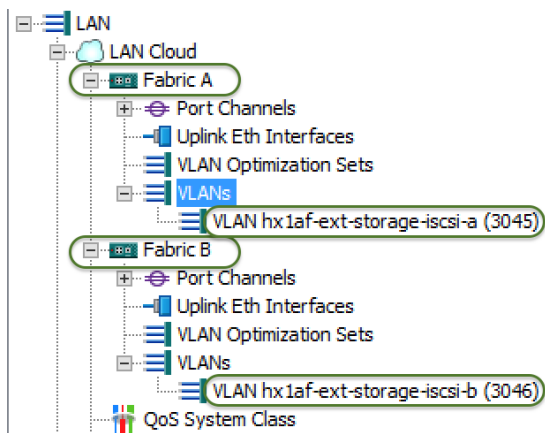 LAN
LAN Cloud
Fabric A
Port Channels
Uplink Eth Interfaces
VLAN Optimization Sets
VLANs
VLAN hx1af-ext-storage-iscsi-a (3045)
Fabric B
Port Channels
Uplink Eth Interfaces
VLAN Optimization Sets
VLANs
VLAN hx1af-ext-storage-iscsi-b (3046)
QoS System Class